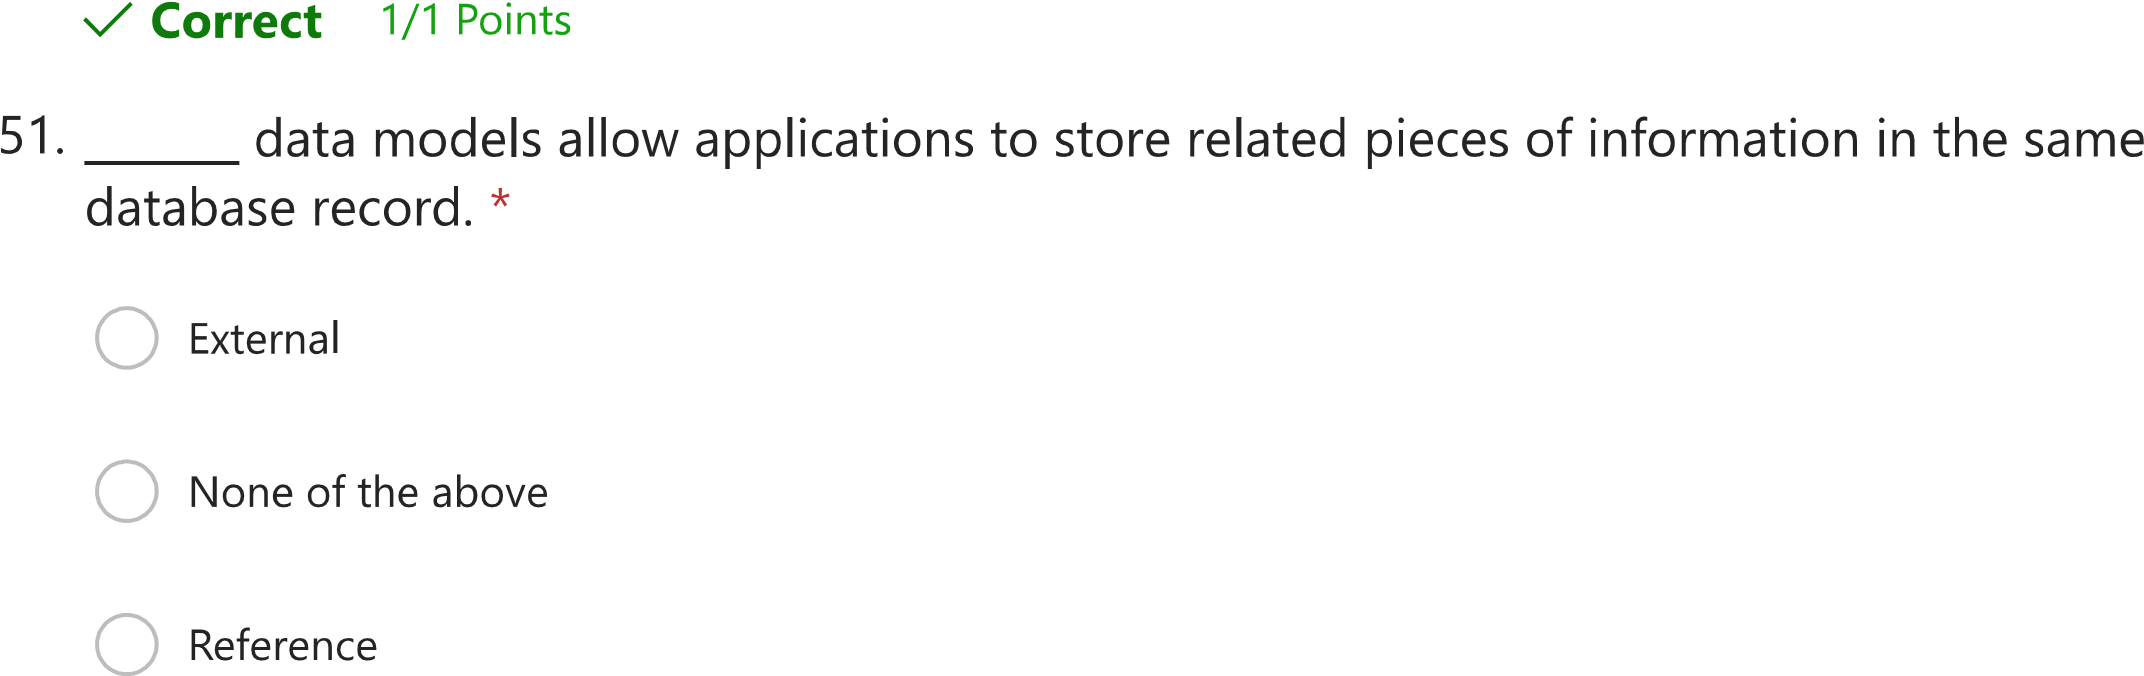 Correct 1/1 Points
51. ______ data models allow applications to store related pieces of information in the same
database record. *
External
None of the above
Reference